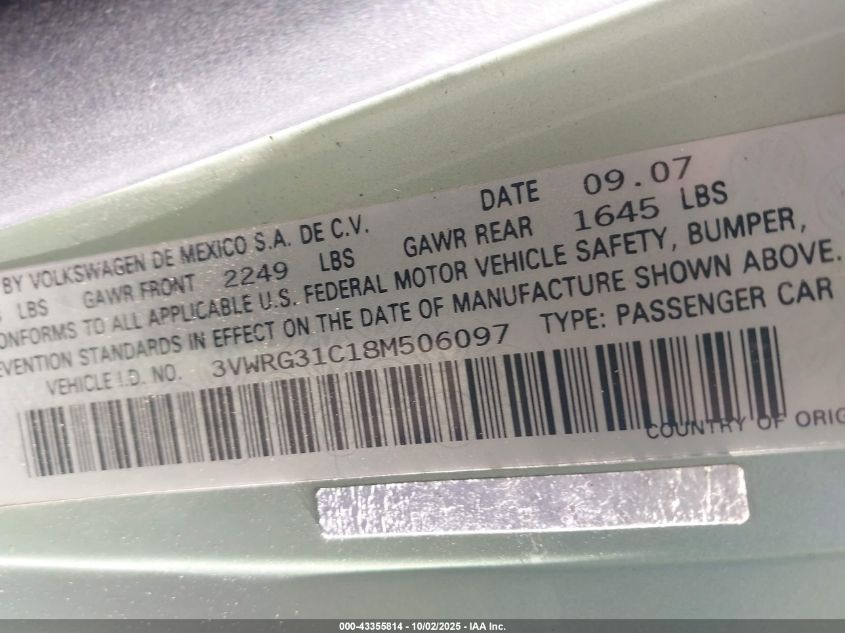 DATE 09.07
BY VOLKSWAGEN DE MEXICO S.A. DE C.V.
LBS GAWR FRONT 2249 LBS GAWR REAR 1645 LBS
ONFORMS TO ALL APPLICABLE U.S. FEDERAL MOTOR VEHICLE SAFETY, BUMPER,
EVENTION STANDARDS IN EFFECT ON THE DATE OF MANUFACTURE SHOWN ABOVE.
VEHICLE I.D. NO. 3VWRG31C18M506097 TYPE: PASSENGER CAR
COUNTRY OF ORIG
000-43355814 - 10/02/2025 - IAA Inc.